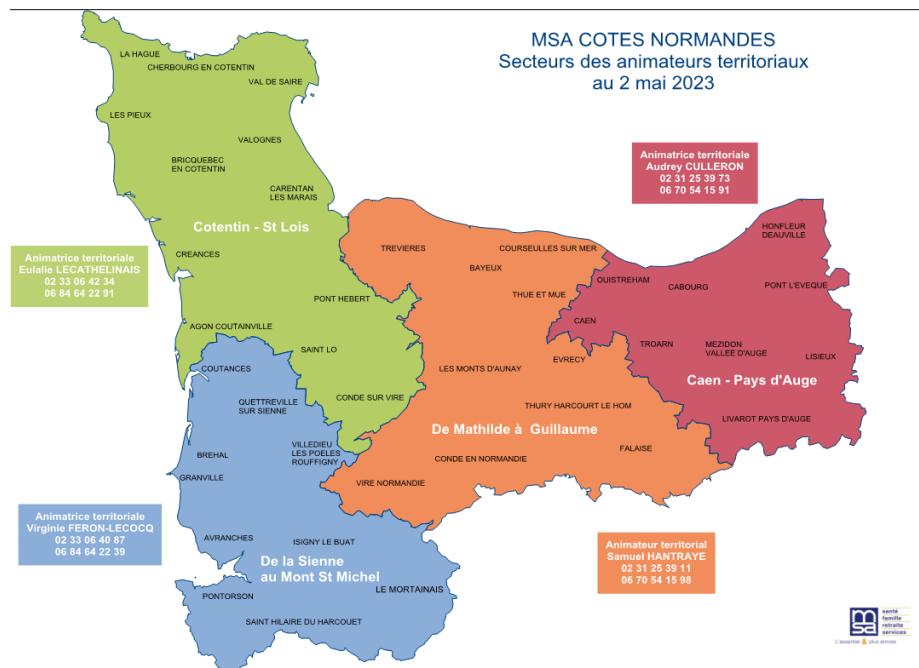 MSA COTES NORMANDES
Secteurs des animateurs territoriaux
au 2 mai 2023
LA HAGUE
CHERBOURG EN COTENTIN
VAL DE SAIRE
LES PIEUX
VALOGNES
BRICQUEBEC
EN COTENTIN
CARENTAN
LES MARAIS
Cotentin - St Lois
CREANCES
PONT HEBERT
AGON COUTAINVILLE
SAINT LO
CONDE SUR VIRE
Animatrice territoriale
Eulalie LECATHELINAIS
02 33 06 42 34
06 84 64 22 91
Animatrice territoriale
Audrey CULLERON
02 31 25 39 73
06 70 54 15 91
TREVIERES
COURSEULLES SUR MER
BAYEUX
THUE ET MUE
LES MONTS D'AUNAY
EVRECY
THURY HARCOURT LE HOM
De Mathilde à Guillaume
FALAISE
CONDE EN NORMANDIE
VIRE NORMANDIE
HONFLEUR
DEAUVILLE
OUISTREHAM
CABOURG
PONT L'EVEQUE
CAEN
TROARN
MEZIDON
VALLEE D'AUGE
LISIEUX
Caen - Pays d'Auge
LIVAROT PAYS D'AUGE
COUTANCES
QUETTREVILLE
SUR SIENNE
VILLEDIEU
LES POELES
ROUFFIGNY
BREHAL
GRANVILLE
AVRANCHES
ISIGNY LE BUAT
De la Sienne
au Mont St Michel
LE MORTAINAIS
PONTORSON
SAINT HILAIRE DU HARCOUET
Animatrice territoriale
Virginie FERON-LECOCQ
02 33 06 40 87
06 84 64 22 39
Animateur territorial
Samuel HANTRAYE
02 31 25 39 11
06 70 54 15 98
msa
santé
famille
retraite
services
L'essentiel & plus encore